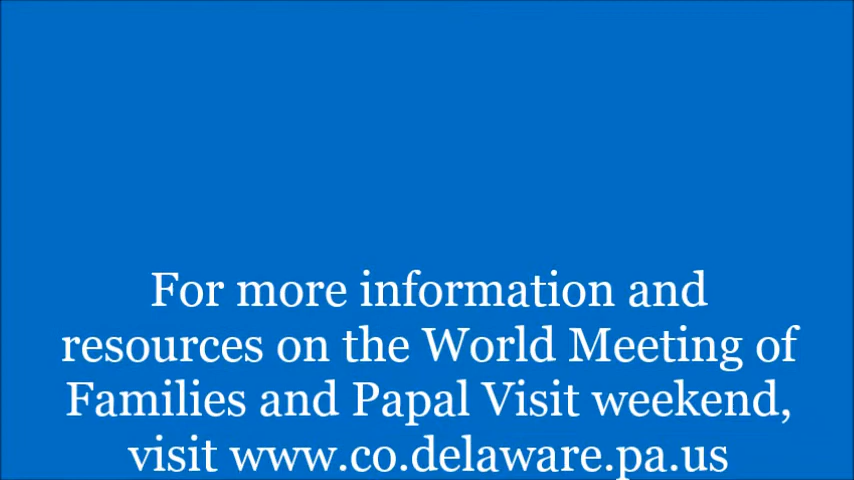 For more information and
resources on the World Meeting of
Families and Papal Visit weekend,
visit www.co.delaware.pa.us